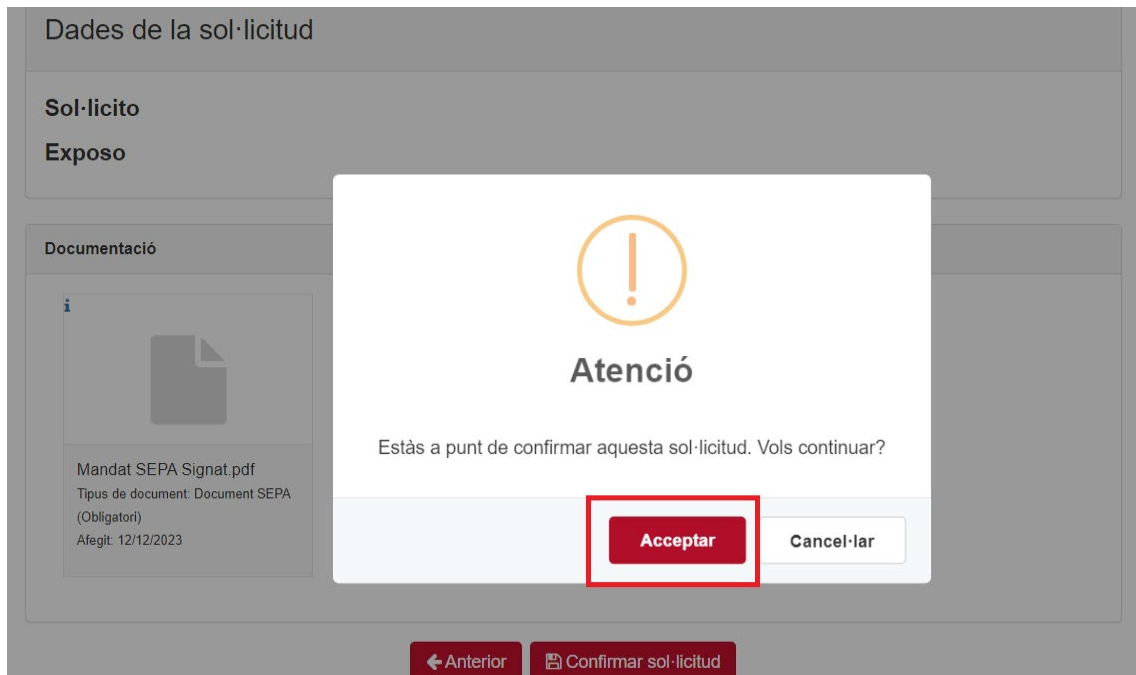 Dades de la sol·licitud
Sol·licito
Exposo
Documentació
i
Mandat SEPA Signat.pdf
Tipus de document: Document SEPA
(Obligatori)
Afegit: 12/12/2023
Atenció
Estàs a punt de confirmar aquesta sol·licitud. Vols continuar?
Acceptar
Cancel·lar
Anterior
Confirmar sol·licitud